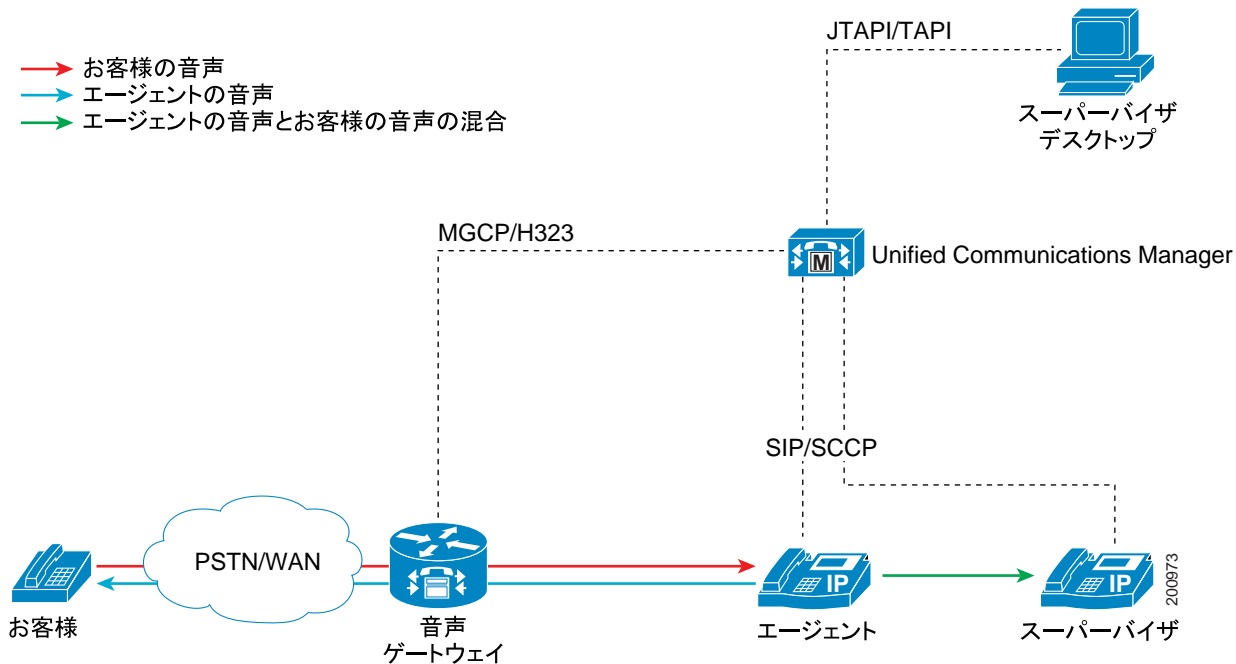 JTAPI/TAPI
お客様の音声
エージェントの音声
エージェントの音声とお客様の音声の混合
スーパーバイザ
デスクトップ
MGCP/H323
M
Unified Communications Manager
SIP/SCCP
PSTN/WAN
IP
IP
200973
お客様
音声
ゲートウェイ
エージェント
スーパーバイザ